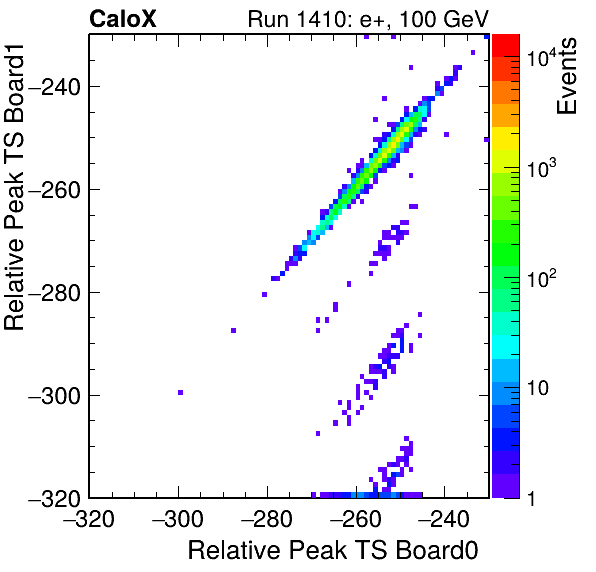 CaloX Run 1410: e+, 100 GeV
Relative Peak TS Board1
−240
−260
−280
−300
−320
−320 −300 −280 −260 −240
Relative Peak TS Board0
Events
10^4
10^3
10^2
10
1